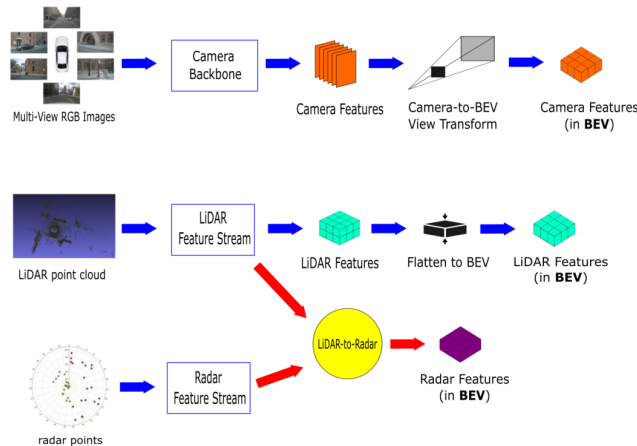 Multi-View RGB Images
Camera
Backbone
Camera Features
Camera-to-BEV
View Transform
Camera Features
(in BEV)
LiDAR point cloud
LiDAR
Feature Stream
LiDAR Features
Flatten to BEV
LiDAR Features
(in BEV)
LiDAR-to-Radar
Radar Features
(in BEV)
radar points
Radar
Feature Stream